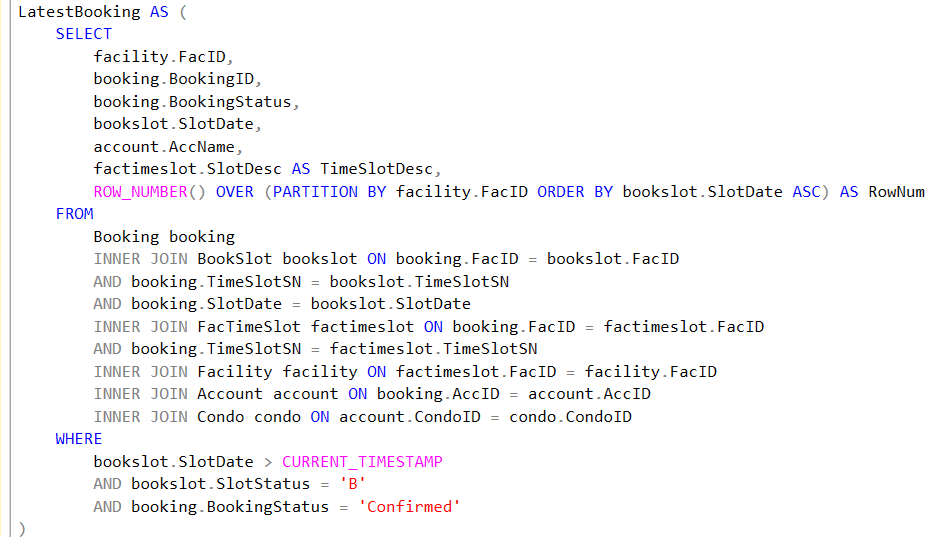 LatestBooking AS (
    SELECT
        facility.FacID,
        booking.BookingID,
        booking.BookingStatus,
        bookslot.SlotDate,
        account.AccName,
        factimeslot.SlotDesc AS TimeSlotDesc,
        ROW_NUMBER() OVER (PARTITION BY facility.FacID ORDER BY bookslot.SlotDate ASC) AS RowNum
    FROM
        Booking booking
        INNER JOIN BookSlot bookslot ON booking.FacID = bookslot.FacID
        AND booking.TimeSlotSN = bookslot.TimeSlotSN
        AND booking.SlotDate = bookslot.SlotDate
        INNER JOIN FacTimeSlot factimeslot ON booking.FacID = factimeslot.FacID
        AND booking.TimeSlotSN = factimeslot.TimeSlotSN
        INNER JOIN Facility facility ON factimeslot.FacID = facility.FacID
        INNER JOIN Account account ON booking.AccID = account.AccID
        INNER JOIN Condo condo ON account.CondoID = condo.CondoID
    WHERE
        bookslot.SlotDate > CURRENT_TIMESTAMP
        AND bookslot.SlotStatus = 'B'
        AND booking.BookingStatus = 'Confirmed'
)